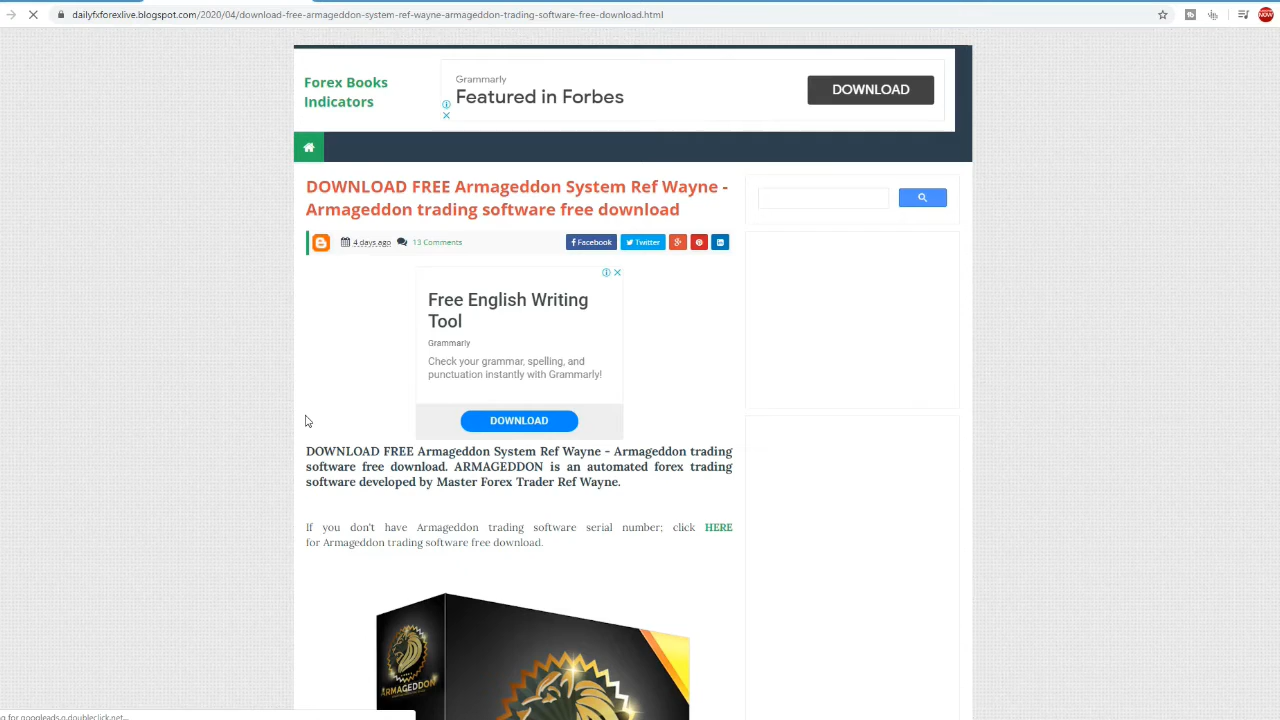 dailyfxforexlive.blogspot.com/2020/04/download-free-armageddon-system-ref-wayne-armageddon-trading-software-free-download.html
Forex Books
Indicators
Grammarly
Featured in Forbes
DOWNLOAD
DOWNLOAD FREE Armageddon System Ref Wayne -
Armageddon trading software free download
4 days ago
13 Comments
Facebook
Twitter
Free English Writing
Tool
Grammarly
Check your grammar, spelling, and
punctuation instantly with Grammarly!
DOWNLOAD
DOWNLOAD FREE Armageddon System Ref Wayne - Armageddon trading
software free download. ARMAGEDDON is an automated forex trading
software developed by Master Forex Trader Ref Wayne.
If you don't have Armageddon trading software serial number; click HERE
for Armageddon trading software free download.
ARMAGEDDON
for googleads.g.doubleclick.net...